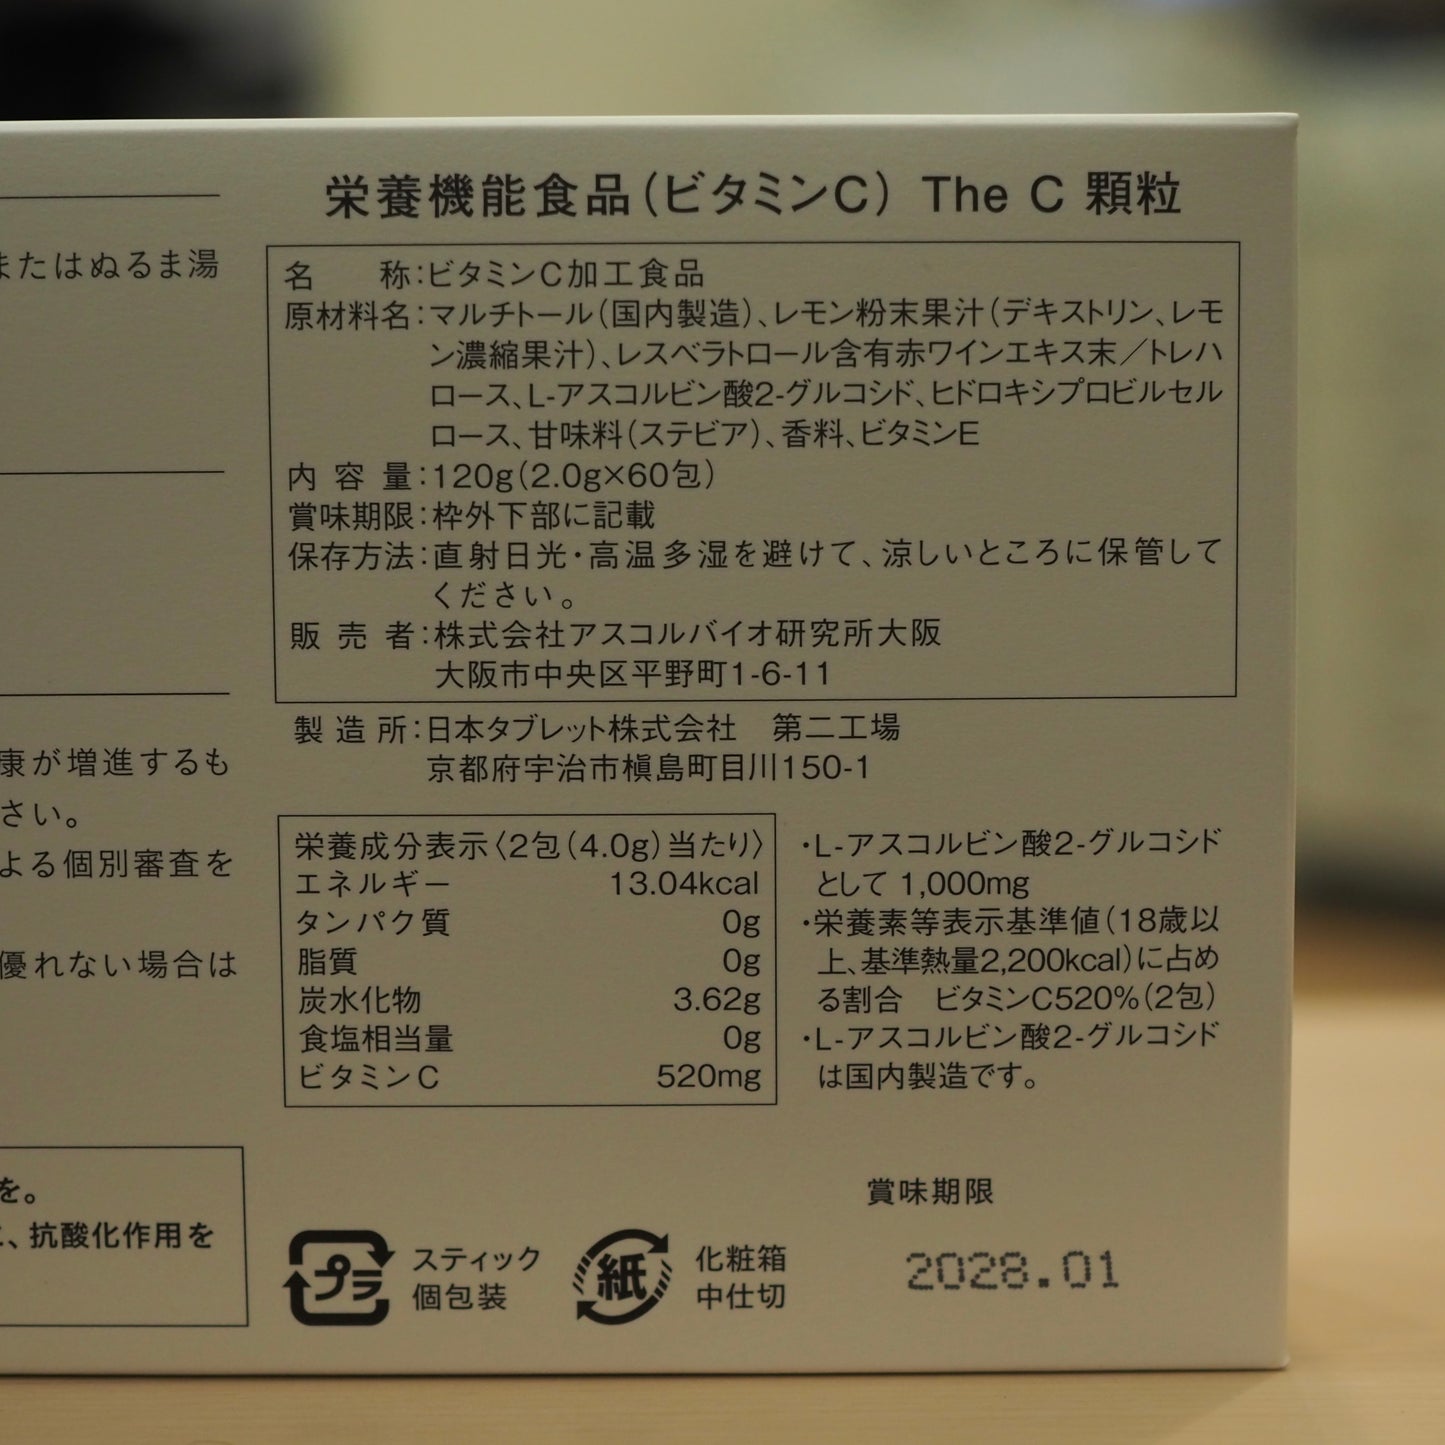 またはぬるま湯
康が増進するも
さい。
よる個別審査を
優れない場合は
を。
、抗酸化作用を
栄養機能食品（ビタミンC） The C 顆粒
名　　称：ビタミンC加工食品
原材料名：マルチトール（国内製造）、レモン粉末果汁（デキストリン、レモ
ン濃縮果汁）、レスベラトロール含有赤ワインエキス末／トレハ
ロース、L-アスコルビン酸2-グルコシド、ヒドロキシプロピルセル
ロース、甘味料（ステビア）、香料、ビタミンE
内 容 量：120g（2.0g×60包）
賞味期限：枠外下部に記載
保存方法：直射日光・高温多湿を避けて、涼しいところに保管して
ください。
販 売 者：株式会社アスコルバイオ研究所大阪
大阪市中央区平野町1-6-11
製 造 所：日本タブレット株式会社　第二工場
京都府宇治市槇島町目川150-1
栄養成分表示〈2包（4.0g）当たり〉
エネルギー 13.04kcal
タンパク質 0g
脂質 0g
炭水化物 3.62g
食塩相当量 0g
ビタミンC 520mg
・L-アスコルビン酸2-グルコシド
として 1,000mg
・栄養素等表示基準値（18歳以
上、基準熱量2,200kcal）に占め
る割合　ビタミンC520%（2包）
・L-アスコルビン酸2-グルコシド
は国内製造です。
賞味期限
2028.01
プラ
スティック
個包装
紙
化粧箱
中仕切